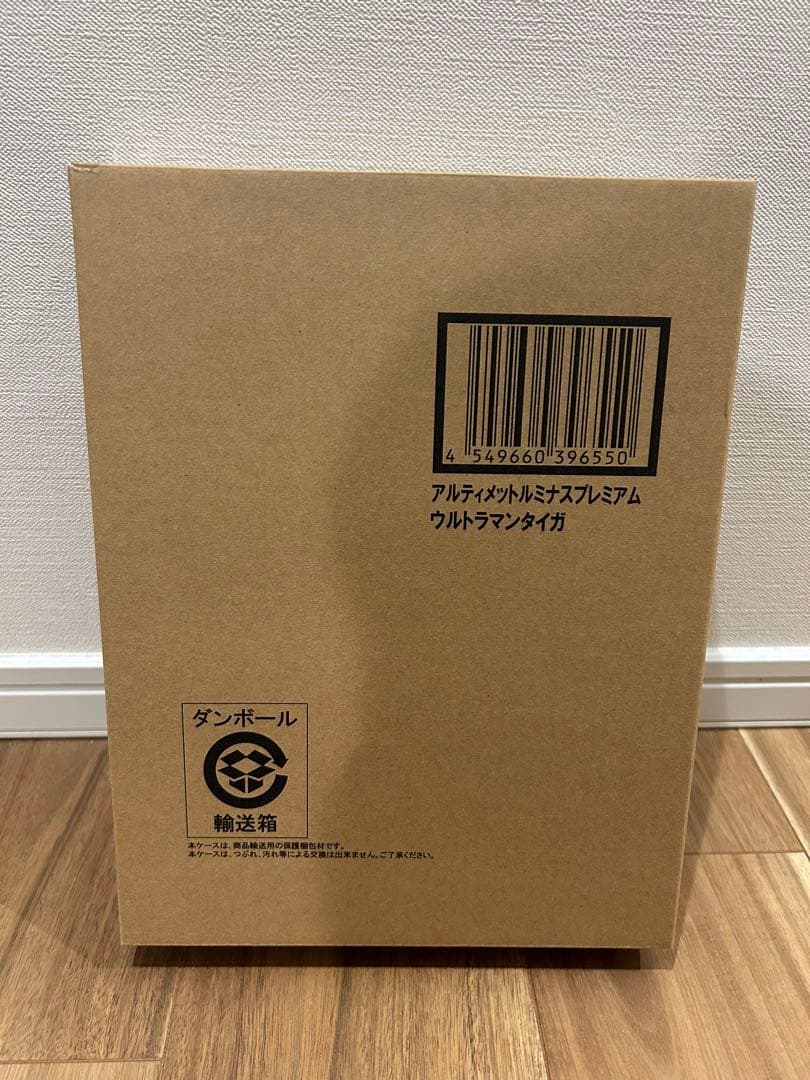 4 549660 396550
アルティメットルミナスプレミアム
ウルトラマンタイガ
ダンボール
輸送箱
本ケースは、商品輸送用の保護梱包材です。
本ケースは、つぶれ、汚れ等による交換は出来ません。ご了承ください。